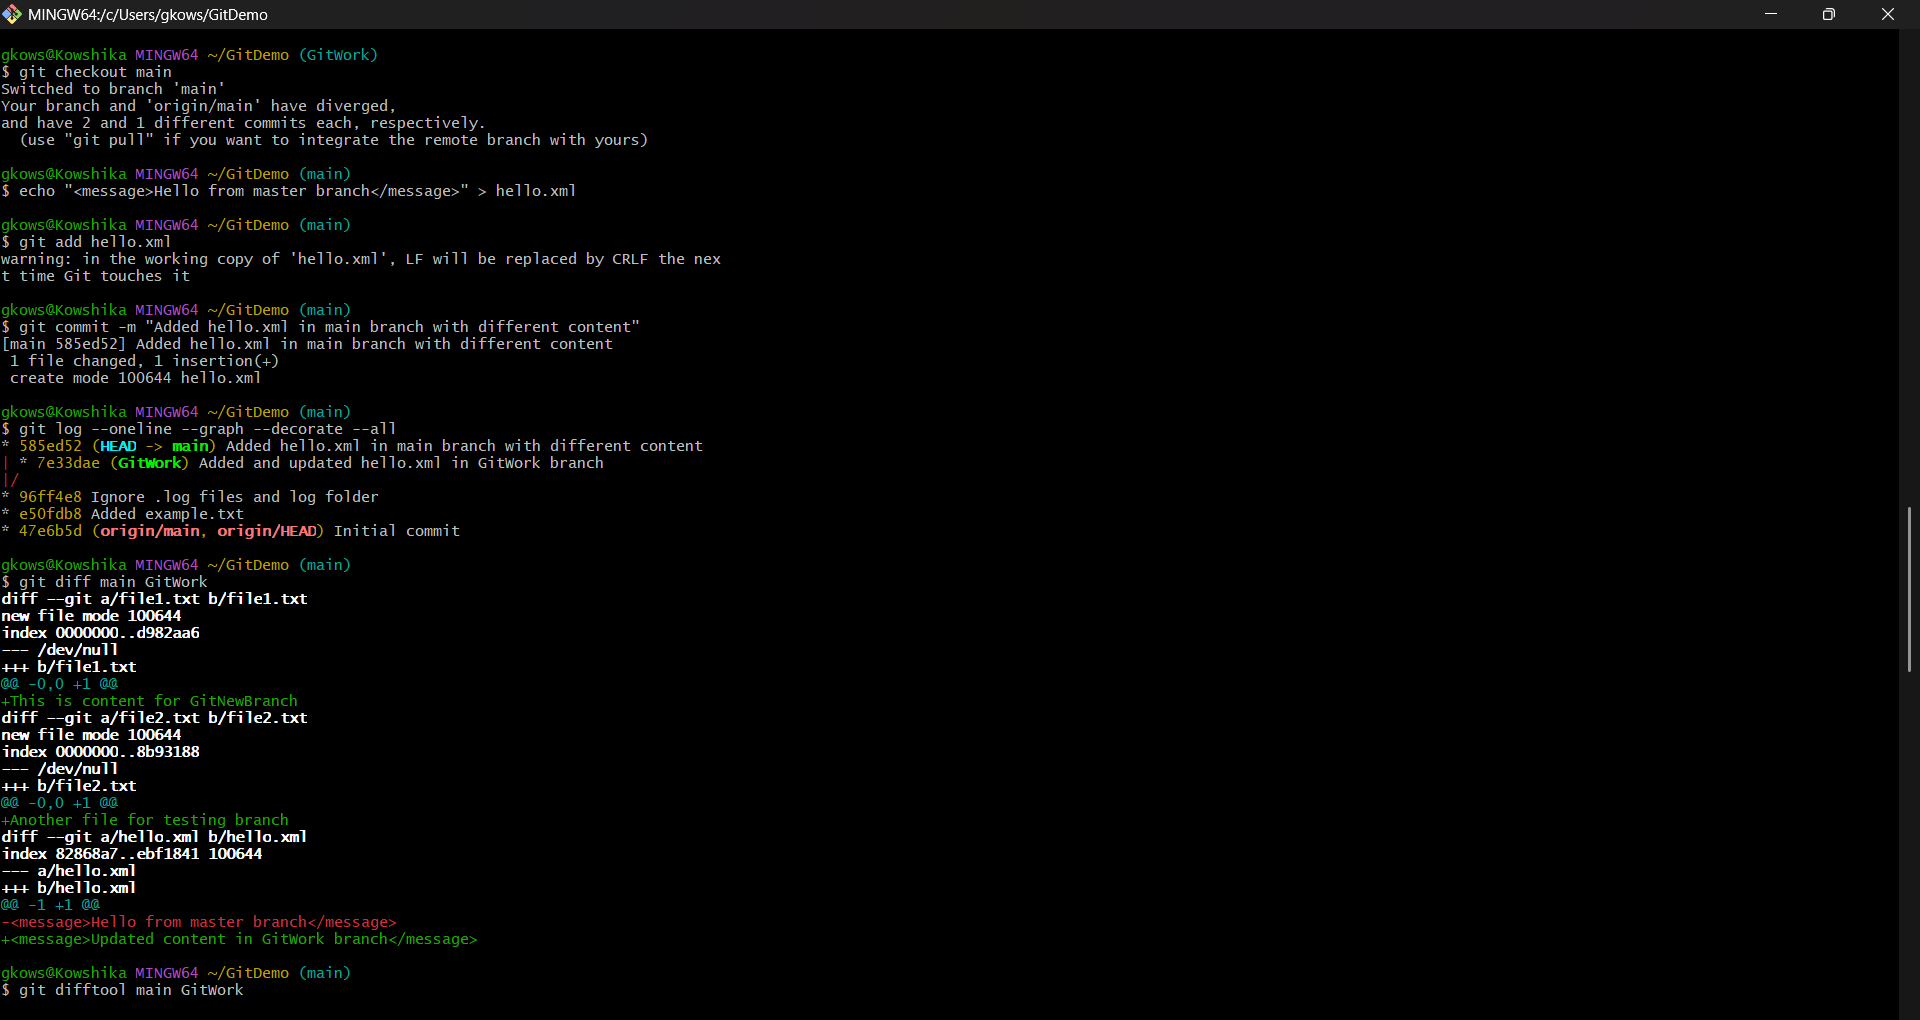 MINGW64:/c/Users/gkows/GitDemo
gkows@Kowshika MINGW64 ~/GitDemo (GitWork)
$ git checkout main
Switched to branch 'main'
Your branch and 'origin/main' have diverged,
and have 2 and 1 different commits each, respectively.
  (use "git pull" if you want to integrate the remote branch with yours)
gkows@Kowshika MINGW64 ~/GitDemo (main)
$ echo "<message>Hello from master branch</message>" > hello.xml
gkows@Kowshika MINGW64 ~/GitDemo (main)
$ git add hello.xml
warning: in the working copy of 'hello.xml', LF will be replaced by CRLF the nex
t time Git touches it
gkows@Kowshika MINGW64 ~/GitDemo (main)
$ git commit -m "Added hello.xml in main branch with different content"
[main 585ed52] Added hello.xml in main branch with different content
 1 file changed, 1 insertion(+)
 create mode 100644 hello.xml
gkows@Kowshika MINGW64 ~/GitDemo (main)
$ git log --oneline --graph --decorate --all
* 585ed52 (HEAD -> main) Added hello.xml in main branch with different content
| * 7e33dae (GitWork) Added and updated hello.xml in GitWork branch
|/
* 96ff4e8 Ignore .log files and log folder
* e50fdb8 Added example.txt
* 47e6b5d (origin/main, origin/HEAD) Initial commit
gkows@Kowshika MINGW64 ~/GitDemo (main)
$ git diff main GitWork
diff --git a/file1.txt b/file1.txt
new file mode 100644
index 0000000..d982aa6
--- /dev/null
+++ b/file1.txt
@@ -0,0 +1 @@
+This is content for GitNewBranch
diff --git a/file2.txt b/file2.txt
new file mode 100644
index 0000000..8b93188
--- /dev/null
+++ b/file2.txt
@@ -0,0 +1 @@
+Another file for testing branch
diff --git a/hello.xml b/hello.xml
index 82868a7..ebf1841 100644
--- a/hello.xml
+++ b/hello.xml
@@ -1 +1 @@
-<message>Hello from master branch</message>
+<message>Updated content in GitWork branch</message>
gkows@Kowshika MINGW64 ~/GitDemo (main)
$ git difftool main GitWork